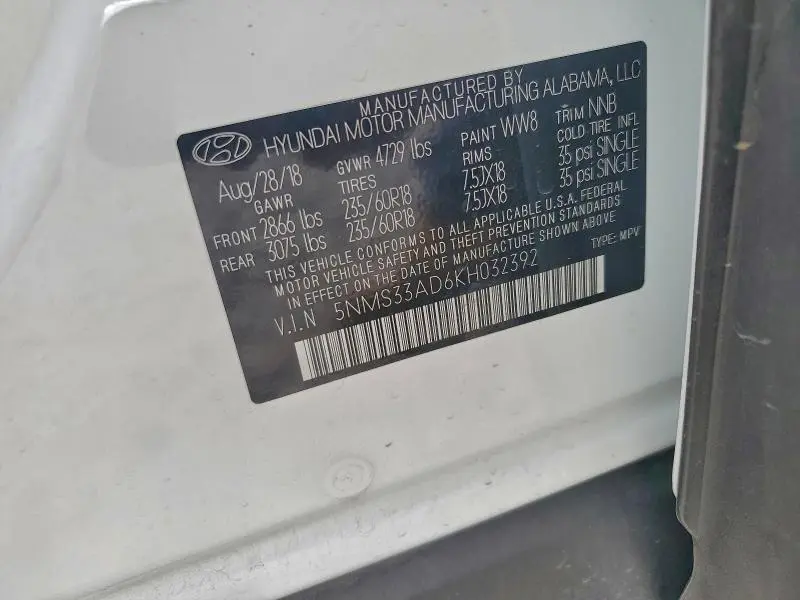 MANUFACTURED BY
HYUNDAI MOTOR MANUFACTURING ALABAMA, LLC
Aug/28/18 GVWR 4729 lbs PAINT WW8 TRIM NNB
GAWR TIRES RIMS COLD TIRE INFL
FRONT 2866 lbs 235/60R18 7.5JX18 35 psi SINGLE
REAR 3075 lbs 235/60R18 7.5JX18 35 psi SINGLE
THIS VEHICLE CONFORMS TO ALL APPLICABLE U.S.A. FEDERAL
MOTOR VEHICLE SAFETY AND THEFT PREVENTION STANDARDS
IN EFFECT ON THE DATE OF MANUFACTURE SHOWN ABOVE
V.I.N 5NMS33AD6KH032392 TYPE: MPV